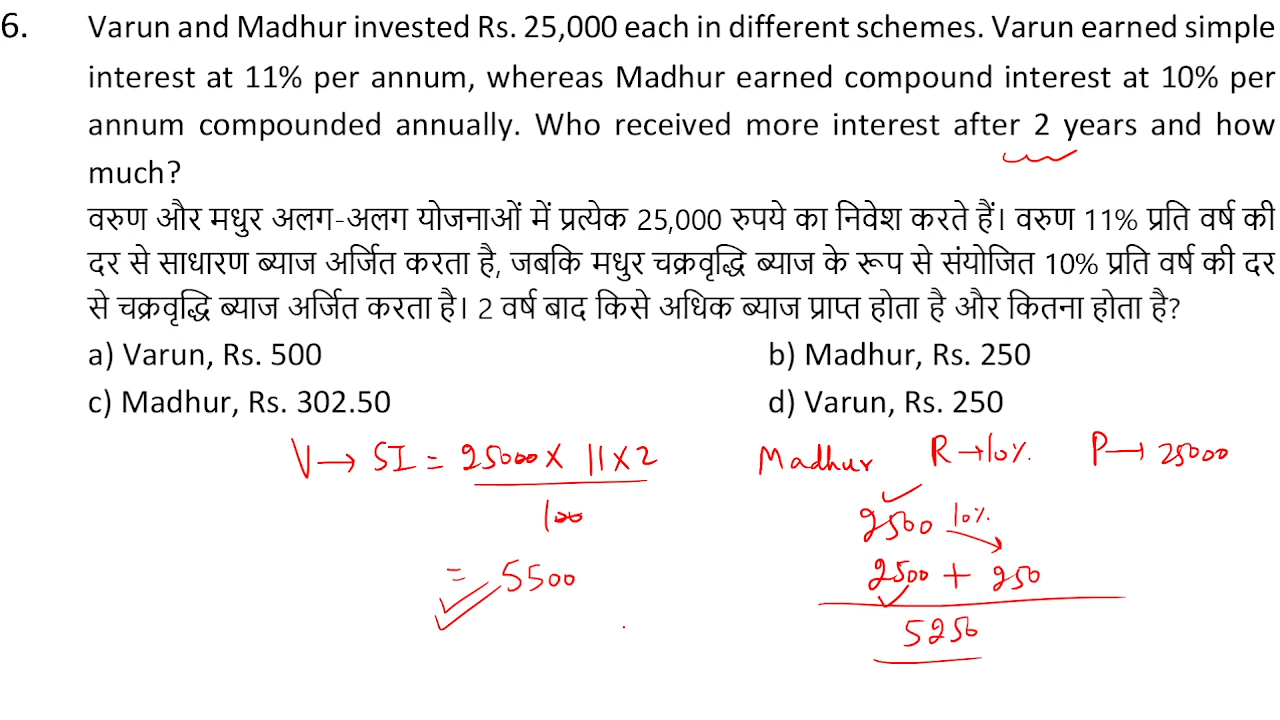 6. Varun and Madhur invested Rs. 25,000 each in different schemes. Varun earned simple
interest at 11% per annum, whereas Madhur earned compound interest at 10% per
annum compounded annually. Who received more interest after 2 years and how
much?
वरुण और मधुर अलग-अलग योजनाओं में प्रत्येक 25,000 रुपये का निवेश करते हैं। वरुण 11% प्रति वर्ष की
दर से साधारण ब्याज अर्जित करता है, जबकि मधुर चक्रवृद्धि ब्याज के रूप से संयोजित 10% प्रति वर्ष की दर
से चक्रवृद्धि ब्याज अर्जित करता है। 2 वर्ष बाद किसे अधिक ब्याज प्राप्त होता है और कितना होता है?
a) Varun, Rs. 500 b) Madhur, Rs. 250
c) Madhur, Rs. 302.50 d) Varun, Rs. 250
V → SI = 25000 × 11 × 2
100
= 5500
Madhur R → 10% P → 25000
2500 10%
2500 + 250
5250